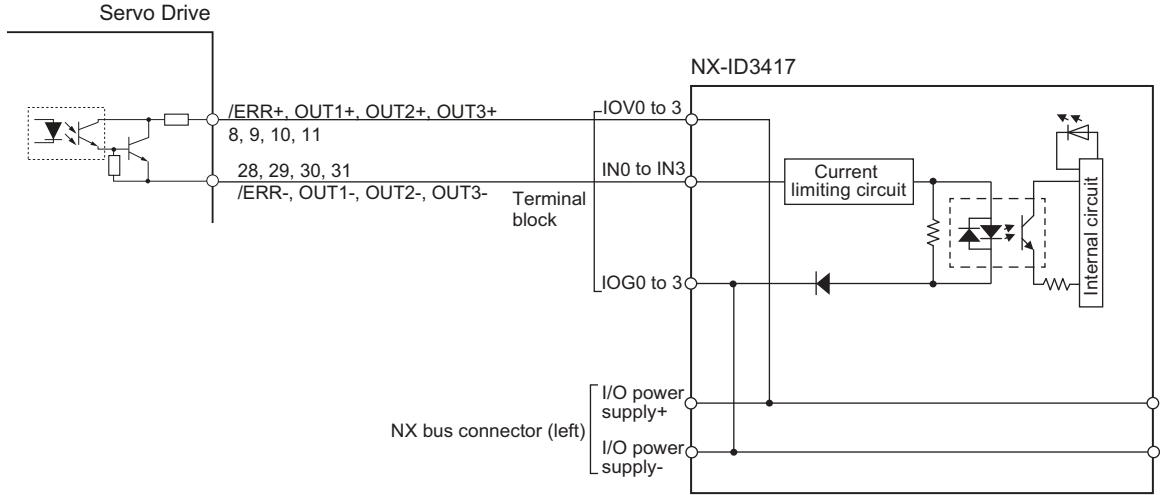 Servo Drive
NX-ID3417
/ERR+, OUT1+, OUT2+, OUT3+
8, 9, 10, 11
IOV0 to 3
28, 29, 30, 31
/ERR-, OUT1-, OUT2-, OUT3-
IN0 to IN3
Terminal
block
Current
limiting circuit
Internal circuit
IOG0 to 3
I/O power
supply+
NX bus connector (left)
I/O power
supply-